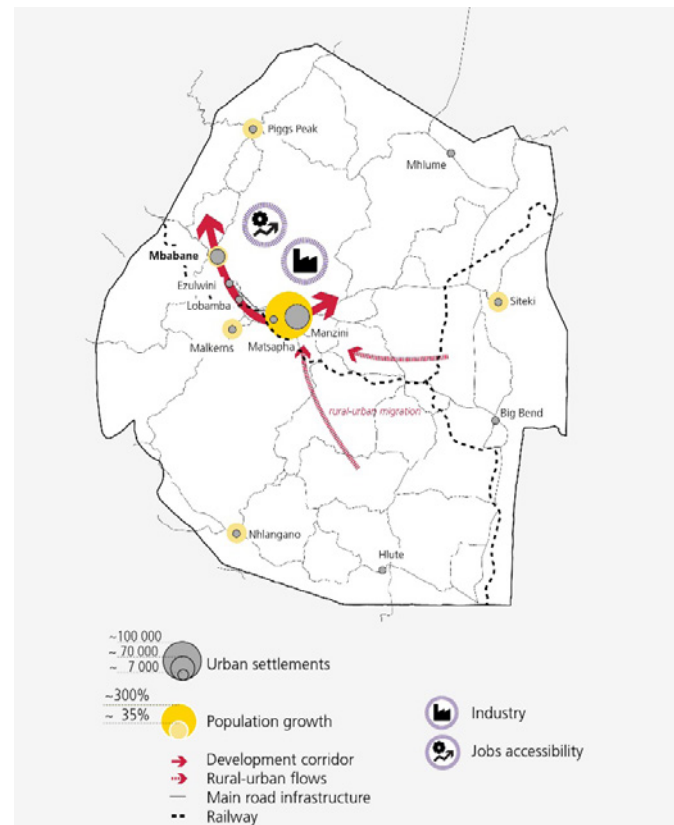 Piggs Peak
Mhlume
Mbabane
Ezulwini
Siteki
Lobamba
Manzini
Malkerns
Matsapha
rural-urban migration
Big Bend
Nhlangano
Hlute
~100 000
~ 70 000
~ 7 000
Urban settlements
~300%
~ 35%
Population growth
Industry
Development corridor
Jobs accessibility
Rural-urban flows
Main road infrastructure
Railway